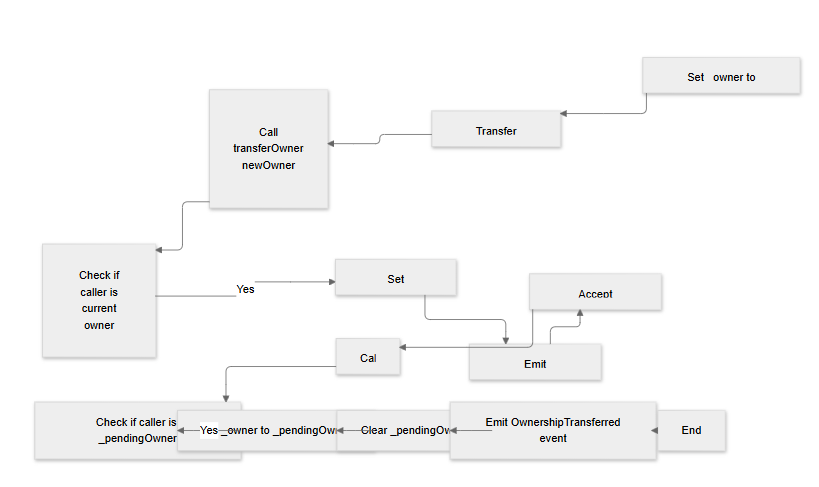 Set owner to
Transfer
Call
transferOwner
newOwner
Check if
caller is
current
owner
Yes
Set
Accept
Cal
Emit
Check if caller is
_pendingOwner
Yes
_owner to _pendingOw
Clear _pendingOw
Emit OwnershipTransferred
event
End